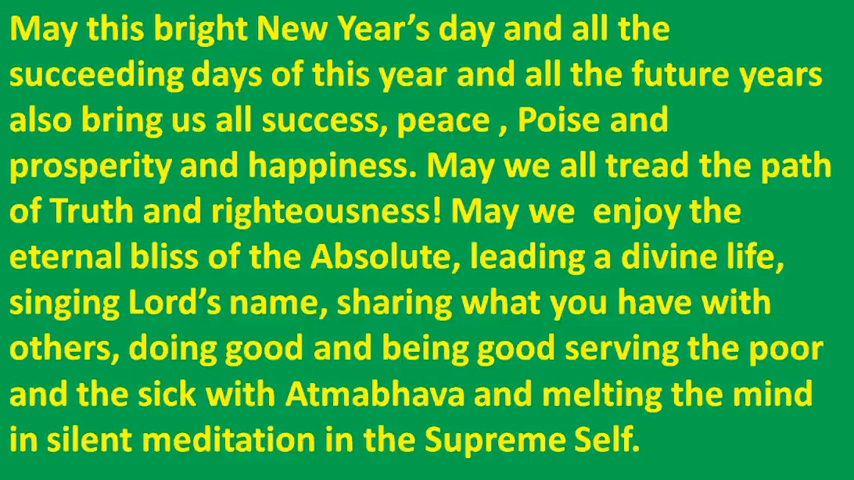 May this bright New Year’s day and all the
succeeding days of this year and all the future years
also bring us all success, peace , Poise and
prosperity and happiness. May we all tread the path
of Truth and righteousness! May we  enjoy the
eternal bliss of the Absolute, leading a divine life,
singing Lord’s name, sharing what you have with
others, doing good and being good serving the poor
and the sick with Atmabhava and melting the mind
in silent meditation in the Supreme Self.